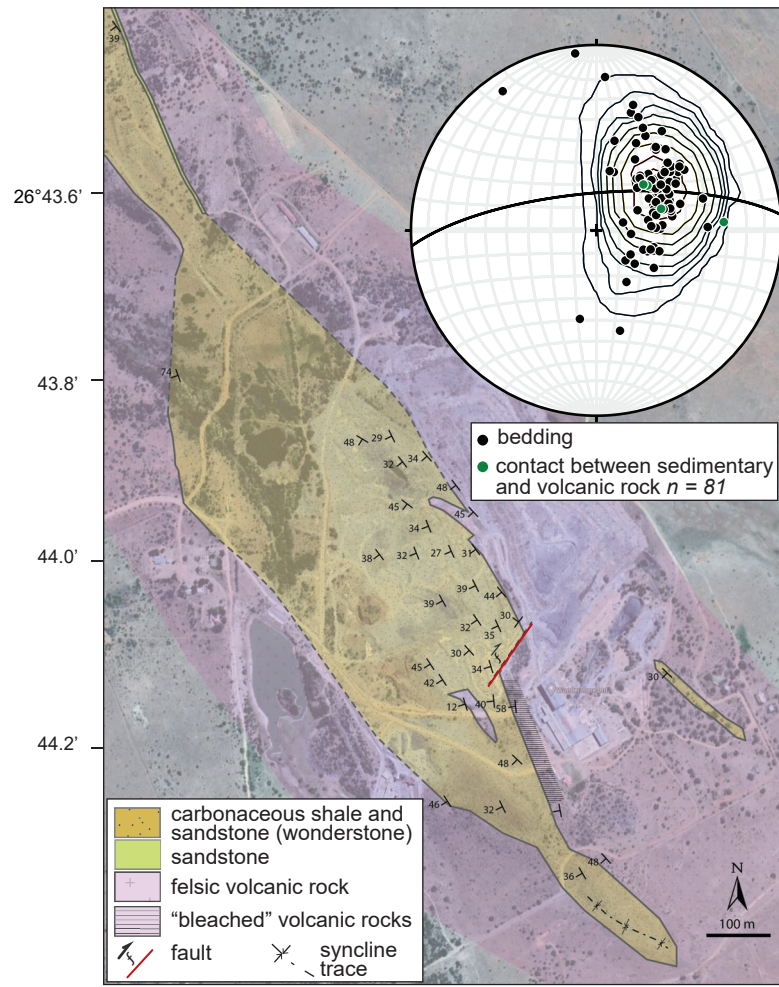 39
26°43.6'
43.8'
74
bedding
contact between sedimentary
and volcanic rock n = 81
48
29
32
34
48
45
45
34
38
32
27
31
44.0'
39
44
39
30
32
35
30
34
45
42
30
12
40
58
44.2'
48
46
32
48
36
carbonaceous shale and
sandstone (wonderstone)
sandstone
felsic volcanic rock
"bleached" volcanic rocks
fault
syncline
trace
N
100 m